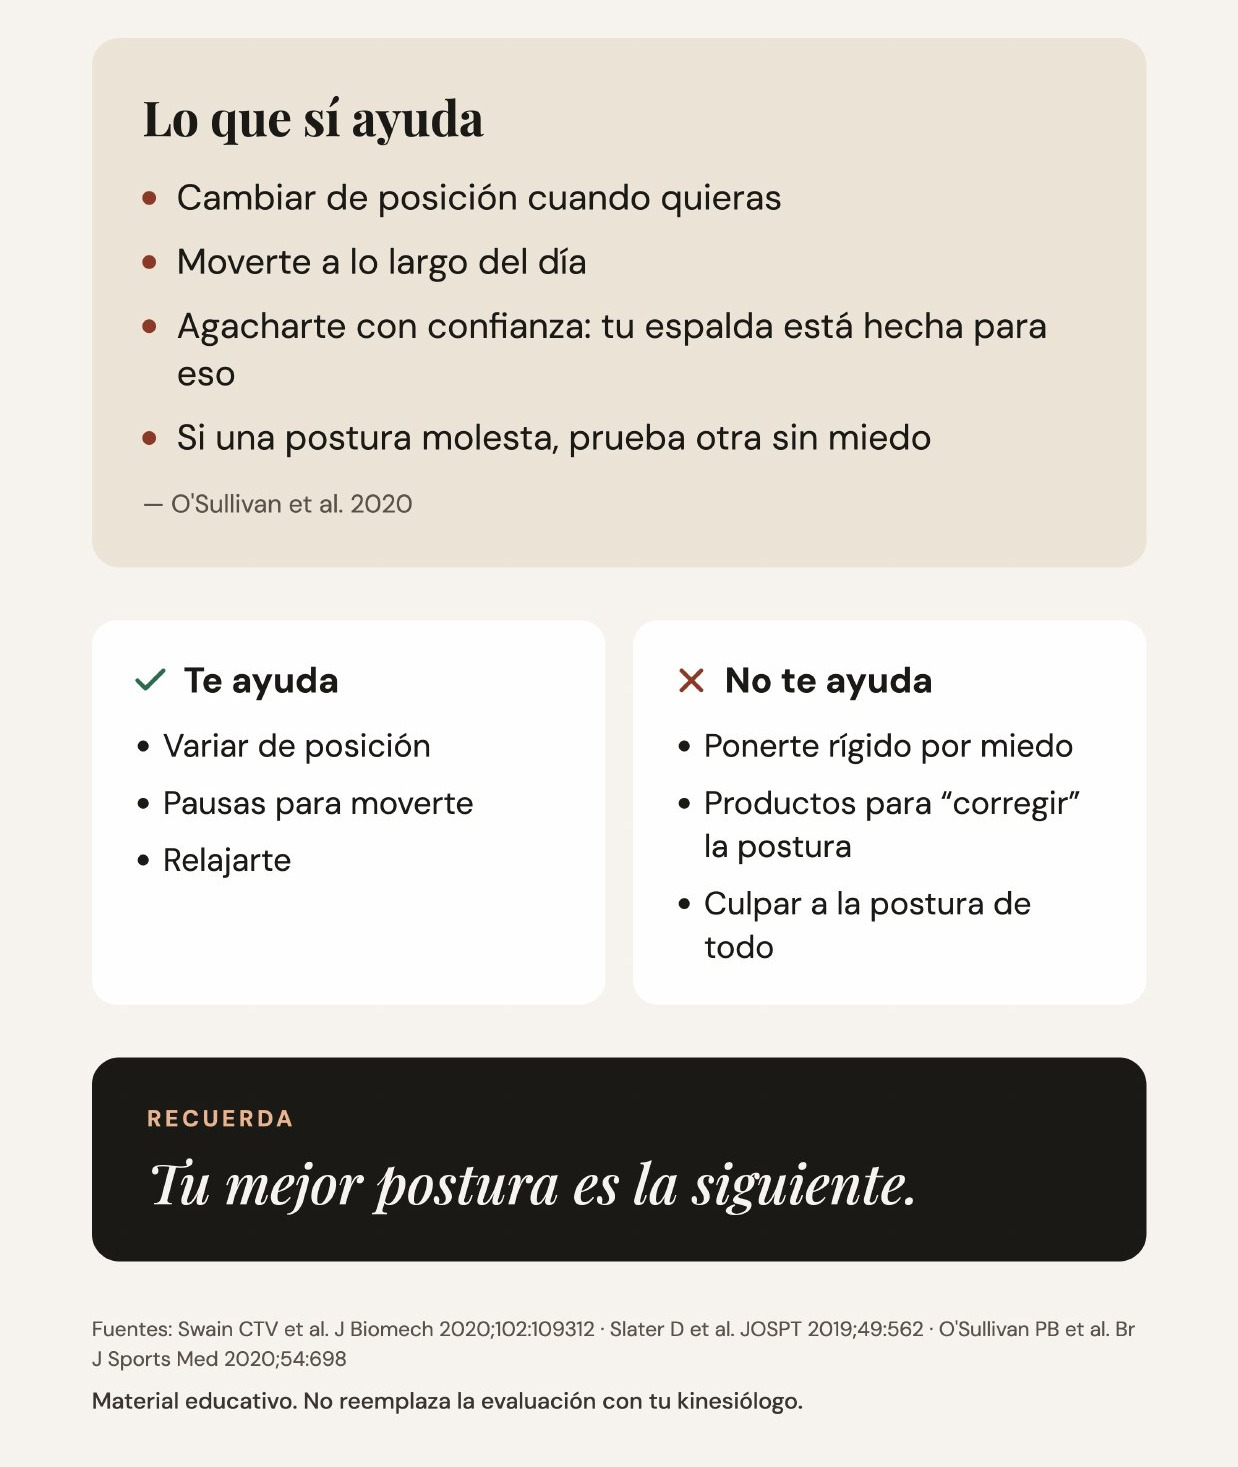 Lo que sí ayuda
• Cambiar de posición cuando quieras
• Moverte a lo largo del día
• Agacharte con confianza: tu espalda está hecha para
eso
• Si una postura molesta, prueba otra sin miedo
— O'Sullivan et al. 2020
✓ Te ayuda
• Variar de posición
• Pausas para moverte
• Relajarte
✕ No te ayuda
• Ponerte rígido por miedo
• Productos para “corregir”
la postura
• Culpar a la postura de
todo
RECUERDA
Tu mejor postura es la siguiente.
Fuentes: Swain CTV et al. J Biomech 2020;102:109312 · Slater D et al. JOSPT 2019;49:562 · O'Sullivan PB et al. Br
J Sports Med 2020;54:698
Material educativo. No reemplaza la evaluación con tu kinesiólogo.